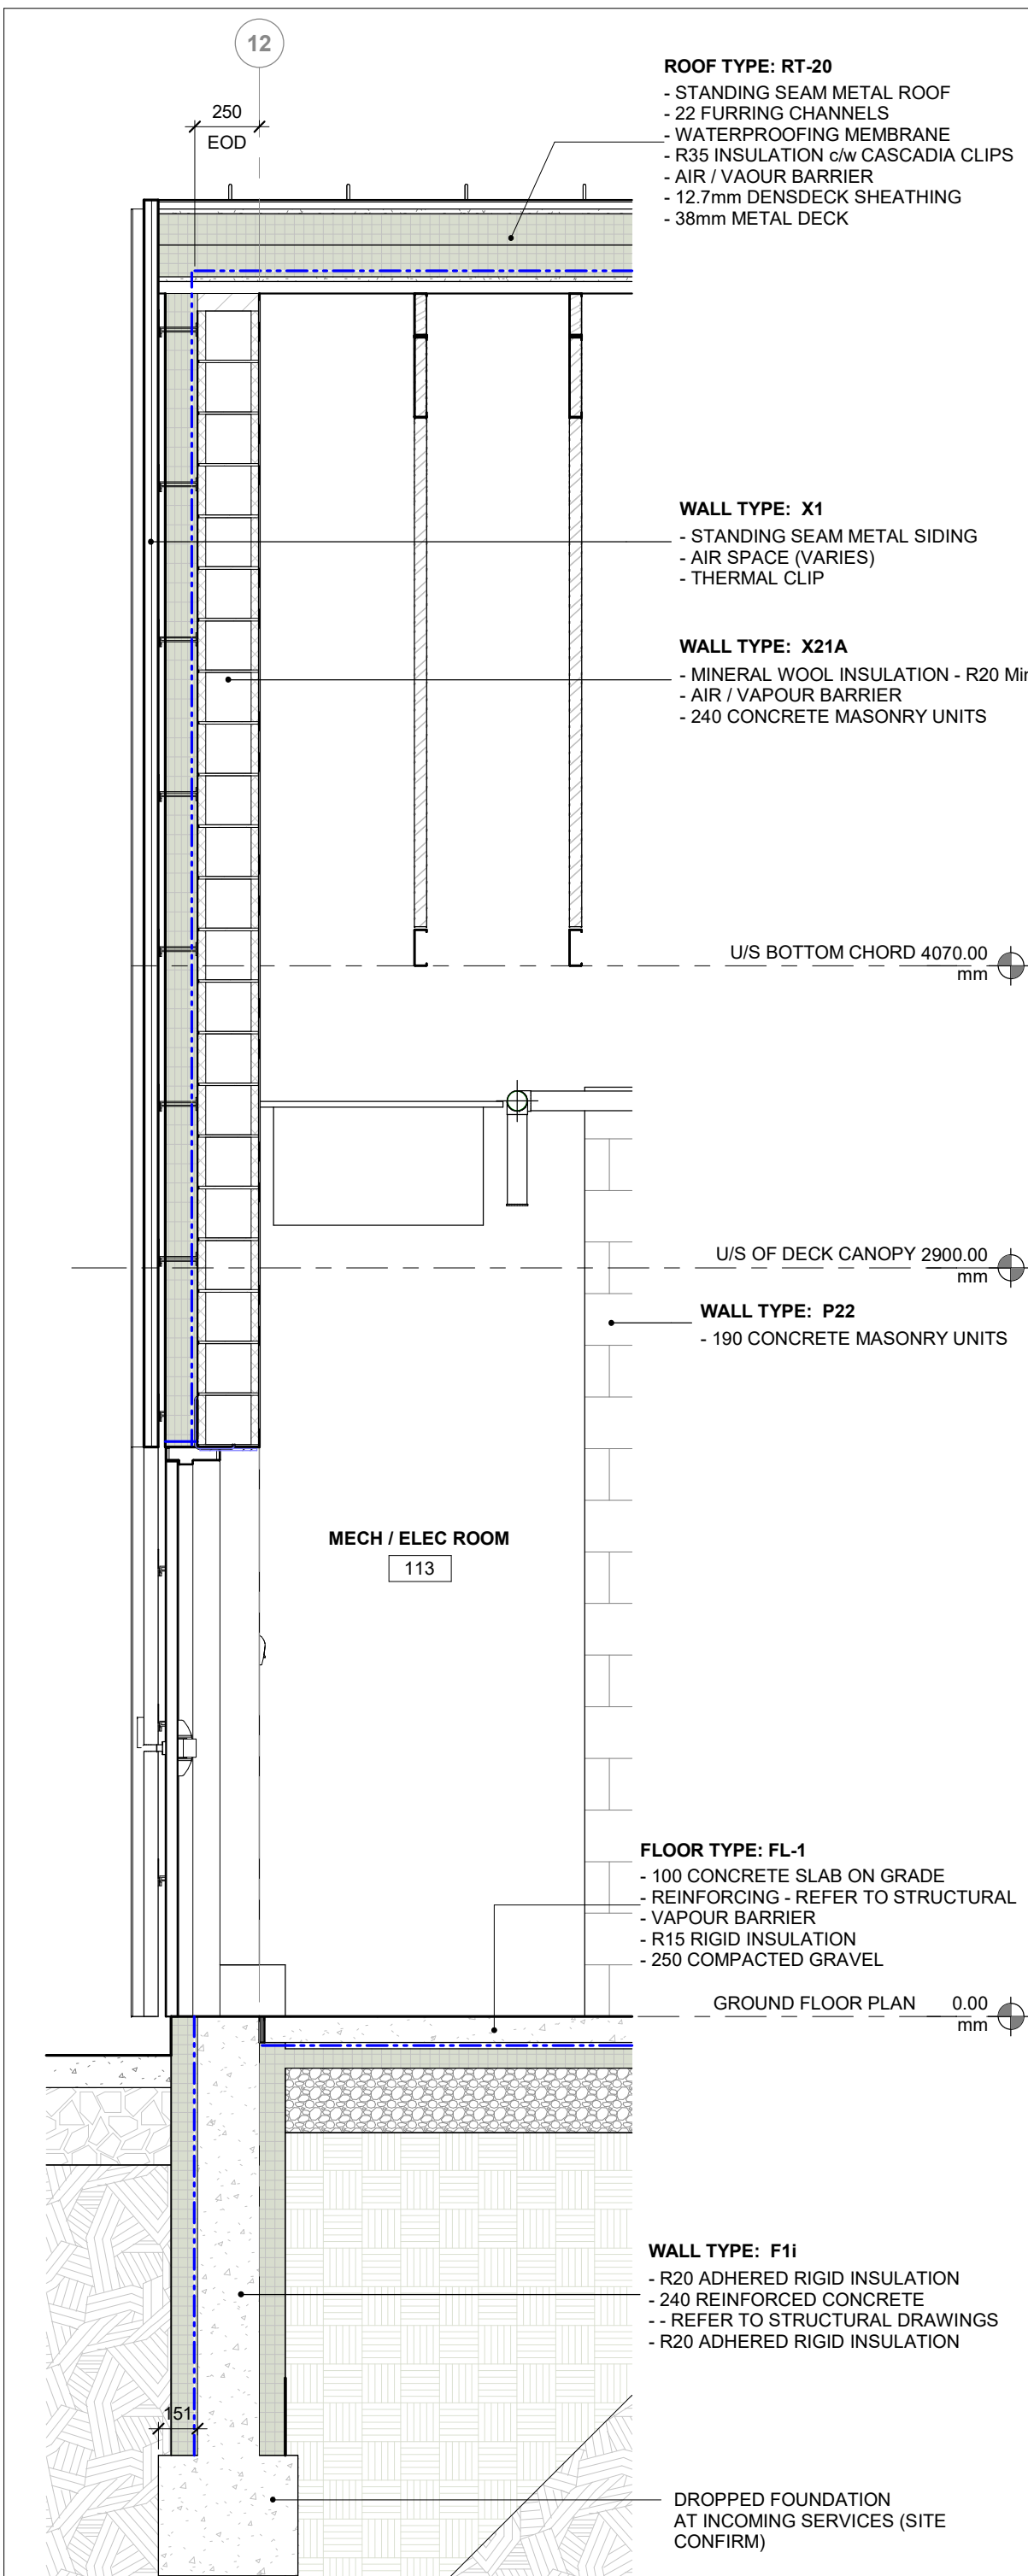 12
250
EOD
ROOF TYPE: RT-20
- STANDING SEAM METAL ROOF
- 22 FURRING CHANNELS
- WATERPROOFING MEMBRANE
- R35 INSULATION c/w CASCADIA CLIPS
- AIR / VAOUR BARRIER
- 12.7mm DENSDECK SHEATHING
- 38mm METAL DECK
WALL TYPE: X1
- STANDING SEAM METAL SIDING
- AIR SPACE (VARIES)
- THERMAL CLIP
WALL TYPE: X21A
- MINERAL WOOL INSULATION - R20 Min
- AIR / VAPOUR BARRIER
- 240 CONCRETE MASONRY UNITS
U/S BOTTOM CHORD 4070.00
mm
U/S OF DECK CANOPY 2900.00
mm
WALL TYPE: P22
- 190 CONCRETE MASONRY UNITS
MECH / ELEC ROOM
113
FLOOR TYPE: FL-1
- 100 CONCRETE SLAB ON GRADE
- REINFORCING - REFER TO STRUCTURAL
- VAPOUR BARRIER
- R15 RIGID INSULATION
- 250 COMPACTED GRAVEL
GROUND FLOOR PLAN 0.00
mm
WALL TYPE: F1i
- R20 ADHERED RIGID INSULATION
- 240 REINFORCED CONCRETE
- - REFER TO STRUCTURAL DRAWINGS
- R20 ADHERED RIGID INSULATION
151
DROPPED FOUNDATION
AT INCOMING SERVICES (SITE
CONFIRM)